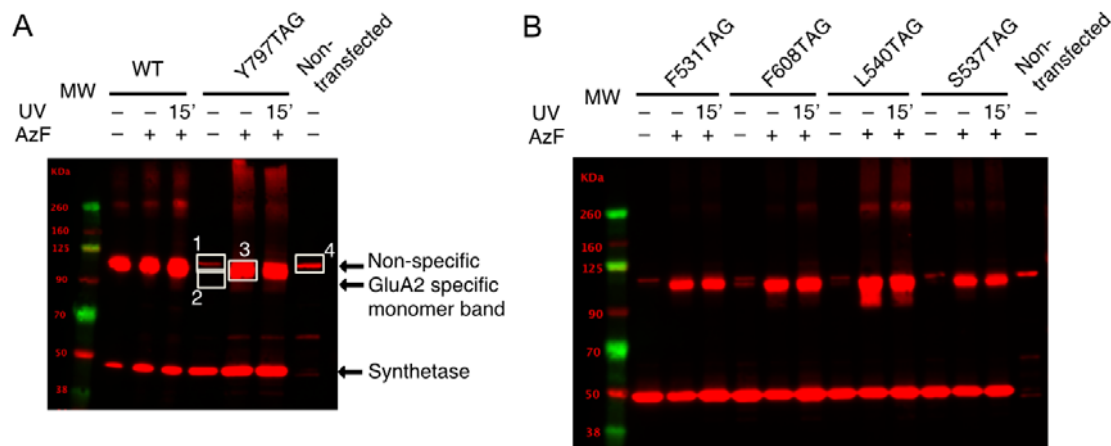 A
WT
Y797TAG
Non-
transfected
MW
UV
15'
15'
AzF
–
+
+
–
+
+
–
KDa
260
160
125
90
70
50
38
1
2
3
4
Non-specific
GluA2 specific
monomer band
Synthetase
B
F531TAG
F608TAG
L540TAG
S537TAG
Non-
transfected
MW
UV
–
15'
–
15'
–
15'
–
15'
AzF
–
+
+
–
+
+
–
+
+
–
+
+
–
KDa
260
160
125
90
70
50
38